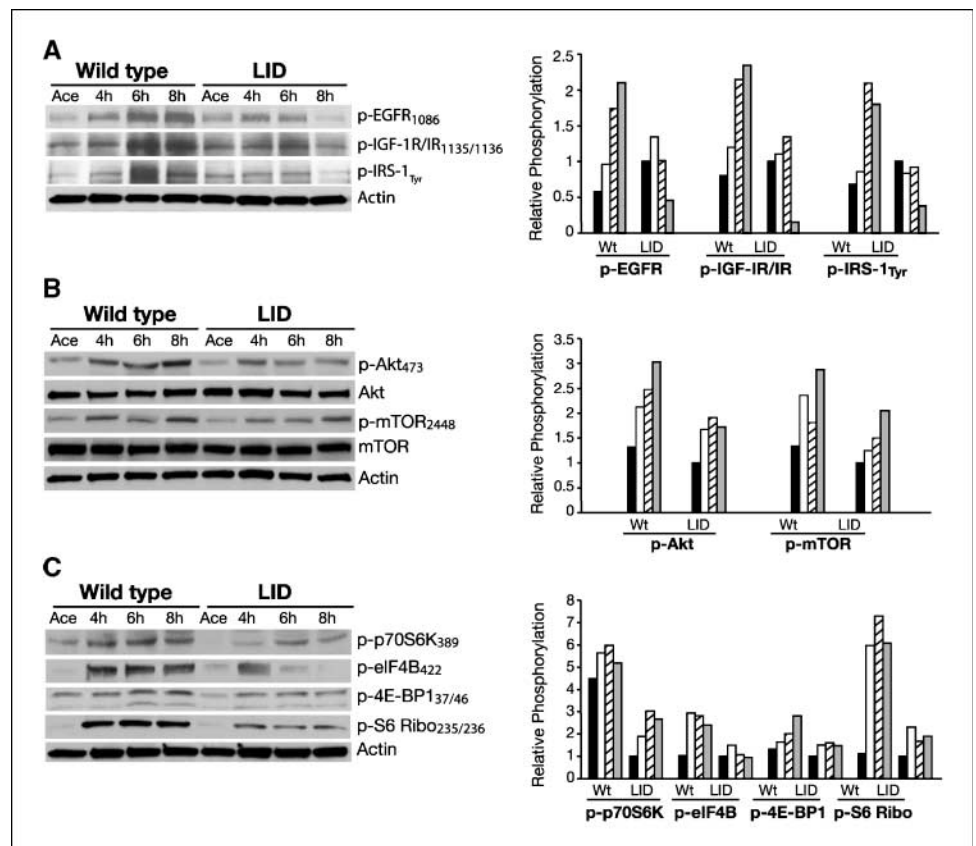 A
Wild type LID
Ace 4h 6h 8h Ace 4h 6h 8h
p-EGFR1086
p-IGF-1R/IR1135/1136
p-IRS-1Tyr
Actin
Relative Phosphorylation
2.5
2
1.5
1
0.5
0
Wt LID Wt LID Wt LID
p-EGFR p-IGF-IR/IR p-IRS-1Tyr
B
Wild type LID
Ace 4h 6h 8h Ace 4h 6h 8h
p-Akt473
Akt
p-mTOR2448
mTOR
Actin
Relative Phosphorylation
3.5
3
2.5
2
1.5
1
0.5
0
Wt LID Wt LID
p-Akt p-mTOR
C
Wild type LID
Ace 4h 6h 8h Ace 4h 6h 8h
p-p70S6K389
p-eIF4B422
p-4E-BP137/46
p-S6 Ribo235/236
Actin
Relative Phosphorylation
8
7
6
5
4
3
2
1
0
Wt LID Wt LID Wt LID Wt LID
p-p70S6K p-eIF4B p-4E-BP1 p-S6 Ribo